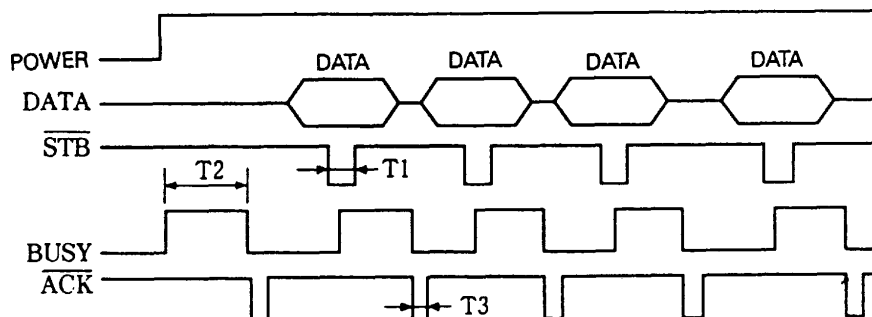 POWER
DATA DATA DATA DATA
DATA
STB
T1
T2
BUSY
ACK
T3